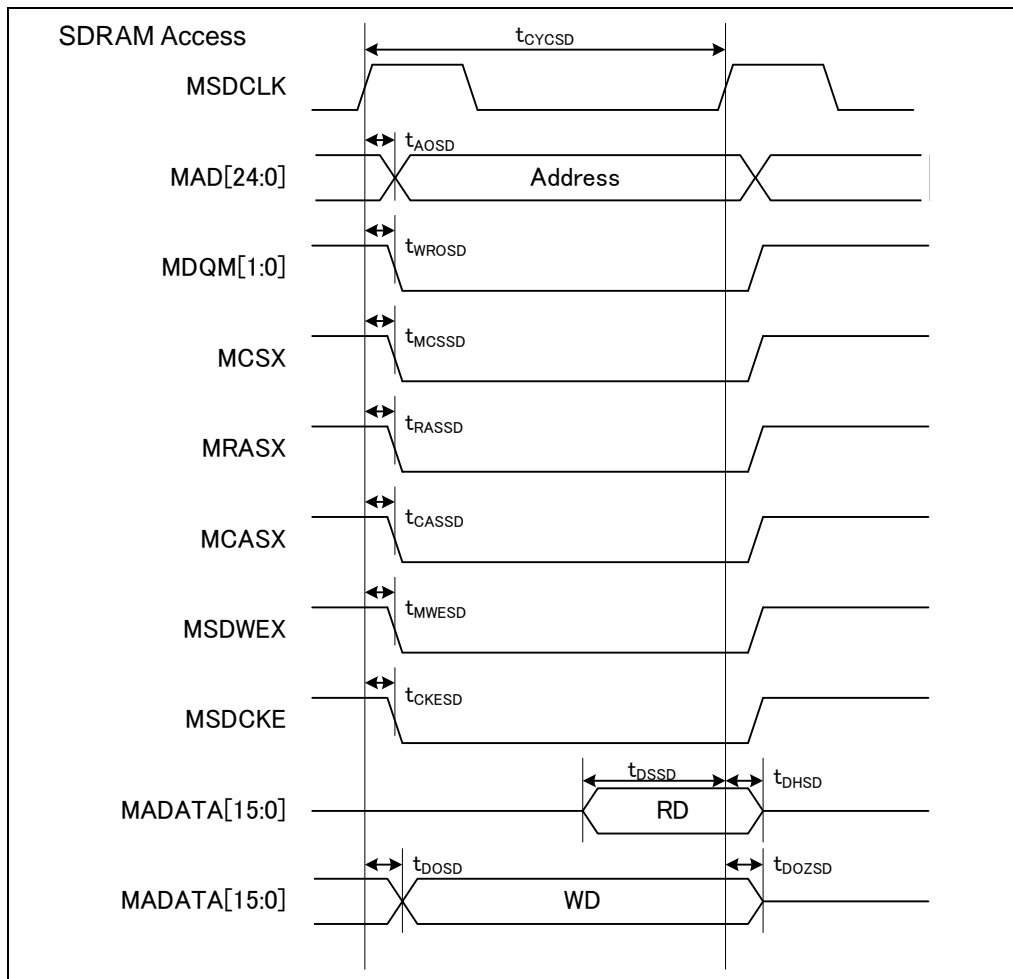 SDRAM Access
tCYCSD
MSDCLK
tAOSD
MAD[24:0]
Address
tWROSD
MDQM[1:0]
tMCSSD
MCSX
tRASSD
MRASX
tCASSD
MCASX
tMWESD
MSDWEX
tCKESD
MSDCKE
tDSSD
tDHSD
MADATA[15:0]
RD
tDOSD
tDOZSD
MADATA[15:0]
WD